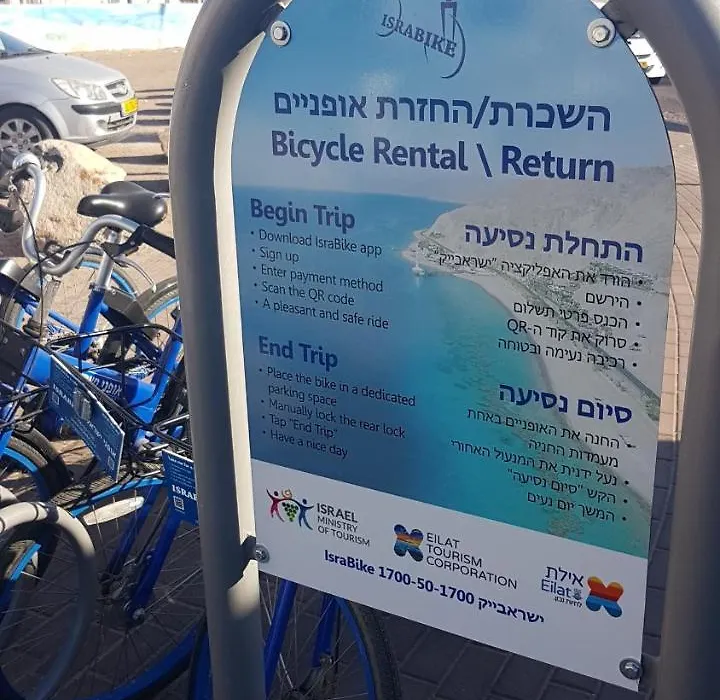 ISRABIKE
השכרת/החזרת אופניים
Bicycle Rental \ Return
Begin Trip
• Download IsraBike app
• Sign up
• Enter payment method
• Scan the QR code
• A pleasant and safe ride
End Trip
• Place the bike in a dedicated
parking space
• Manually lock the rear lock
• Tap "End Trip"
• Have a nice day
התחלת נסיעה
• הורד את האפליקציה "ישראבייק"
• הירשם
• הכנס פרטי תשלום
• סרוק את קוד ה-QR
• רכיבה נעימה ובטוחה
סיום נסיעה
• החנה את האופניים באחת
מעמדות החניה
• נעל ידנית את המנעול האחורי
• הקש "סיום נסיעה"
• המשך יום נעים
ISRAEL
MINISTRY
OF TOURISM
EILAT
TOURISM
CORPORATION
אילת
Eilat
IsraBike 1700-50-1700 ישראבייק